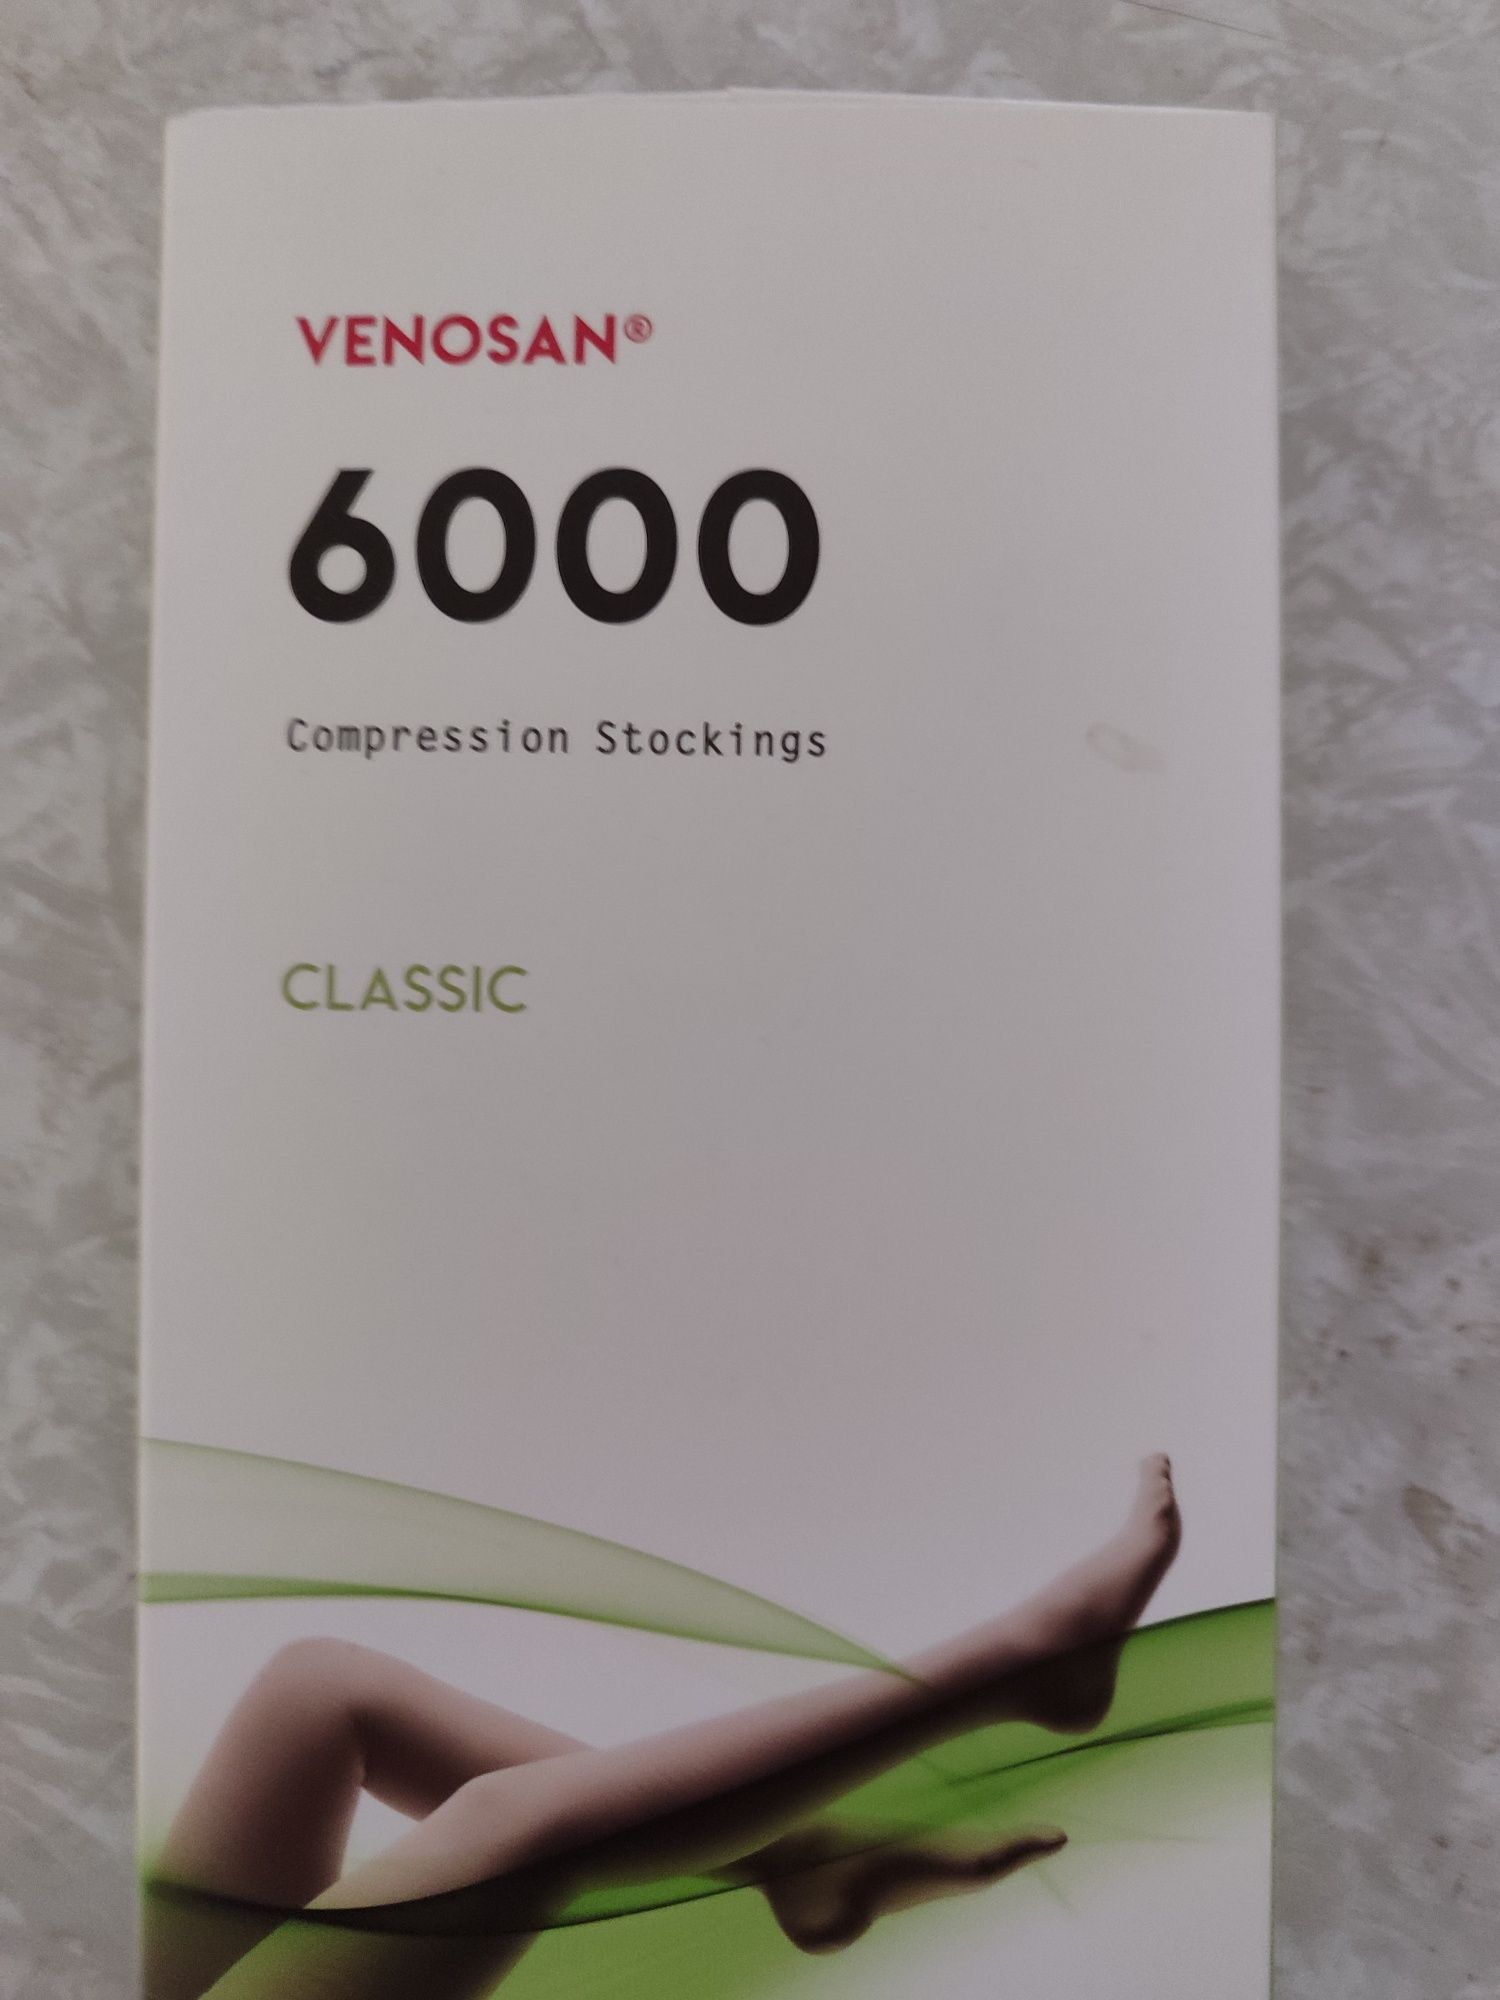 VENOSAN®
6000
Compression Stockings
CLASSIC